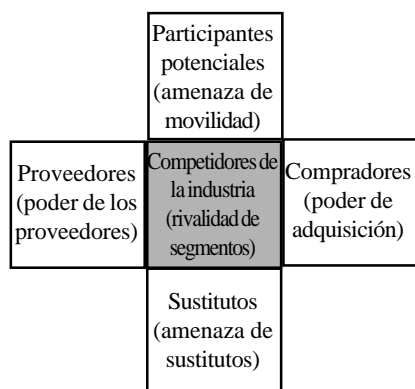 Participantes
potenciales
(amenaza de
movilidad)
Proveedores
(poder de los
proveedores)
Competidores de
la industria
(rivalidad de
segmentos)
Compradores
(poder de
adquisición)
Sustitutos
(amenaza de
sustitutos)